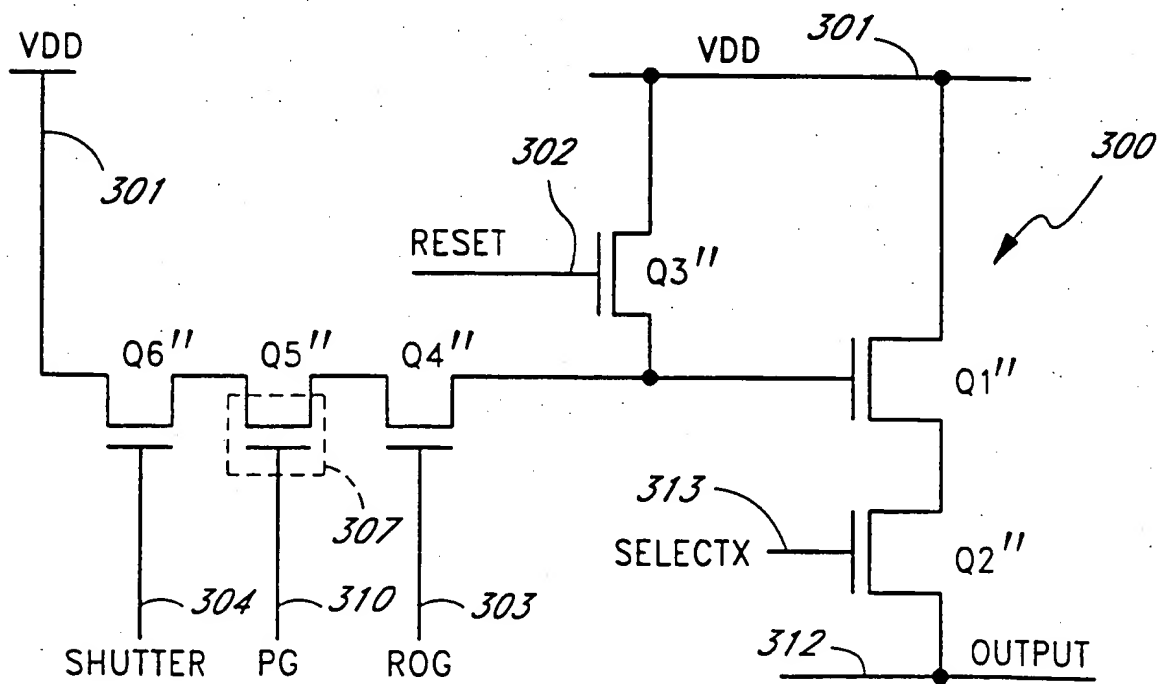 VDD
301
VDD
301
300
302
RESET
Q3"
Q6"
Q5"
Q4"
Q1"
307
313
SELECTX
Q2"
304
310
303
SHUTTER
PG
ROG
312
OUTPUT